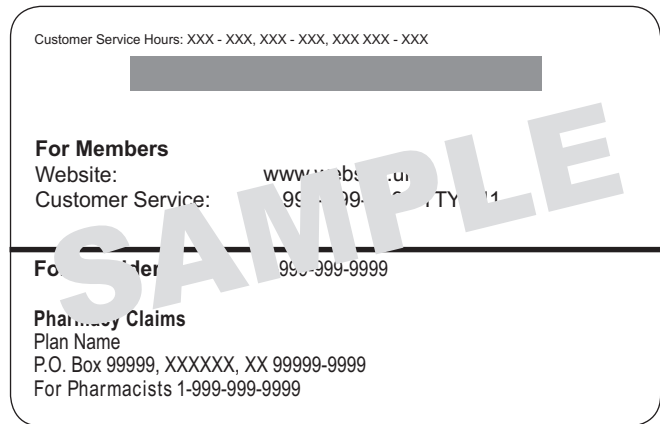 Customer Service Hours: XXX - XXX, XXX - XXX, XXX XXX - XXX
For Members
Website:
Customer Service:
SAMPLE
999-999-9999
Pharmacy Claims
Plan Name
P.O. Box 99999, XXXXXX, XX 99999-9999
For Pharmacists 1-999-999-9999